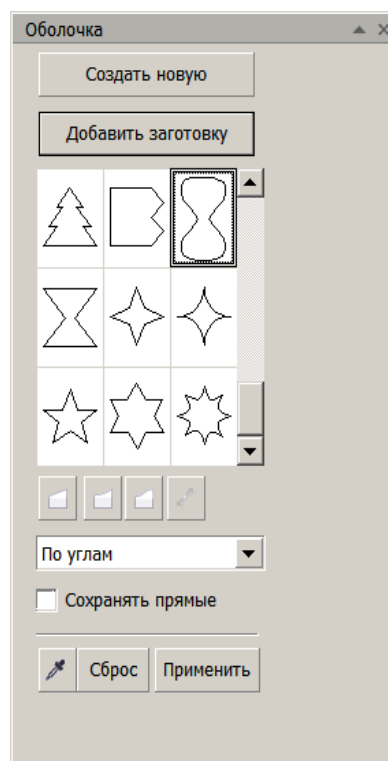 Оболочка
Создать новую
Добавить заготовку
По углам
Сохранять прямые
Сброс Применить